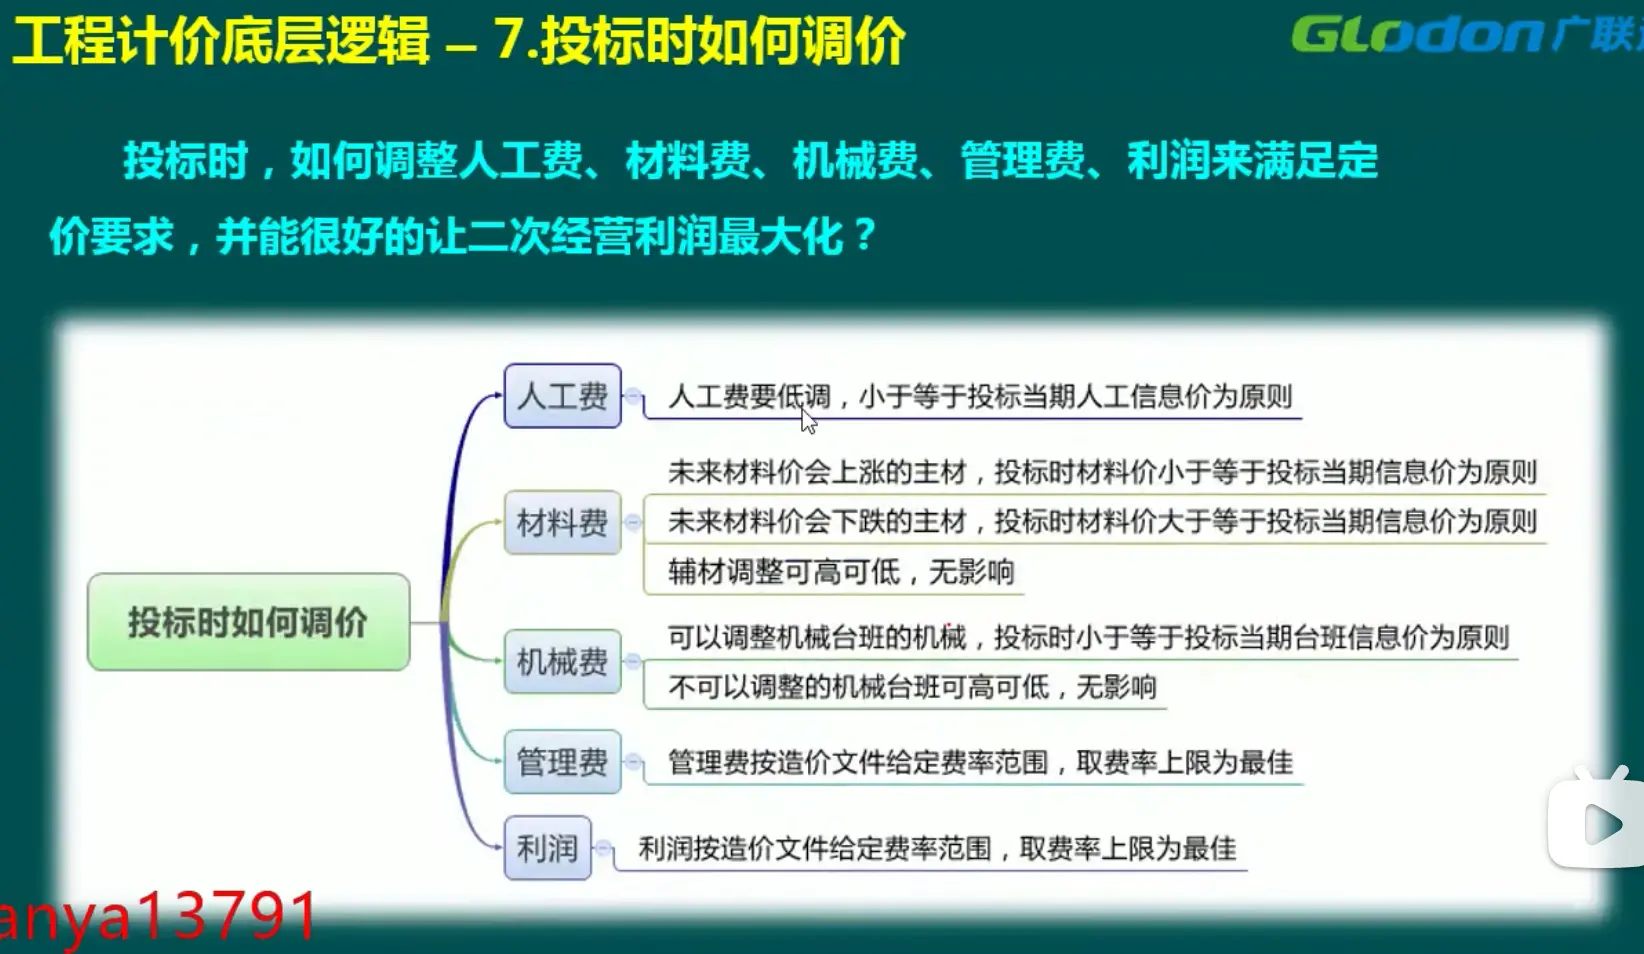 工程计价底层逻辑 – 7.投标时如何调价
Glodon 广联
投标时，如何调整人工费、材料费、机械费、管理费、利润来满足定
价要求，并能很好的让二次经营利润最大化？
人工费
人工费要低调，小于等于投标当期人工信息价为原则
未来材料价会上涨的主材，投标时材料价小于等于投标当期信息价为原则
材料费
未来材料价会下跌的主材，投标时材料价大于等于投标当期信息价为原则
辅材调整可高可低，无影响
投标时如何调价
可以调整机械台班的机械，投标时小于等于投标当期台班信息价为原则
机械费
不可以调整的机械台班可高可低，无影响
管理费
管理费按造价文件给定费率范围，取费率上限为最佳
利润
利润按造价文件给定费率范围，取费率上限为最佳
anya13791